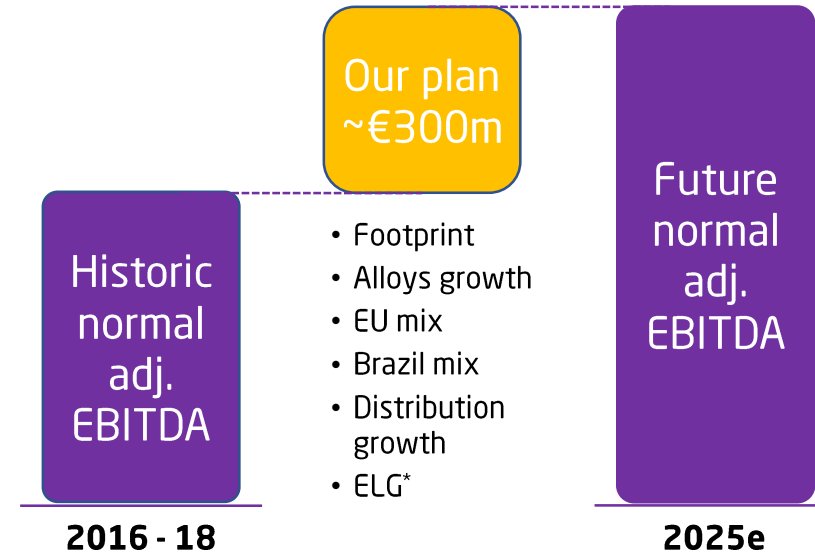 Our plan
~€300m
Historic
normal
adj.
EBITDA
• Footprint
• Alloys growth
• EU mix
• Brazil mix
• Distribution
growth
• ELG*
Future
normal
adj.
EBITDA
2016 - 18
2025e